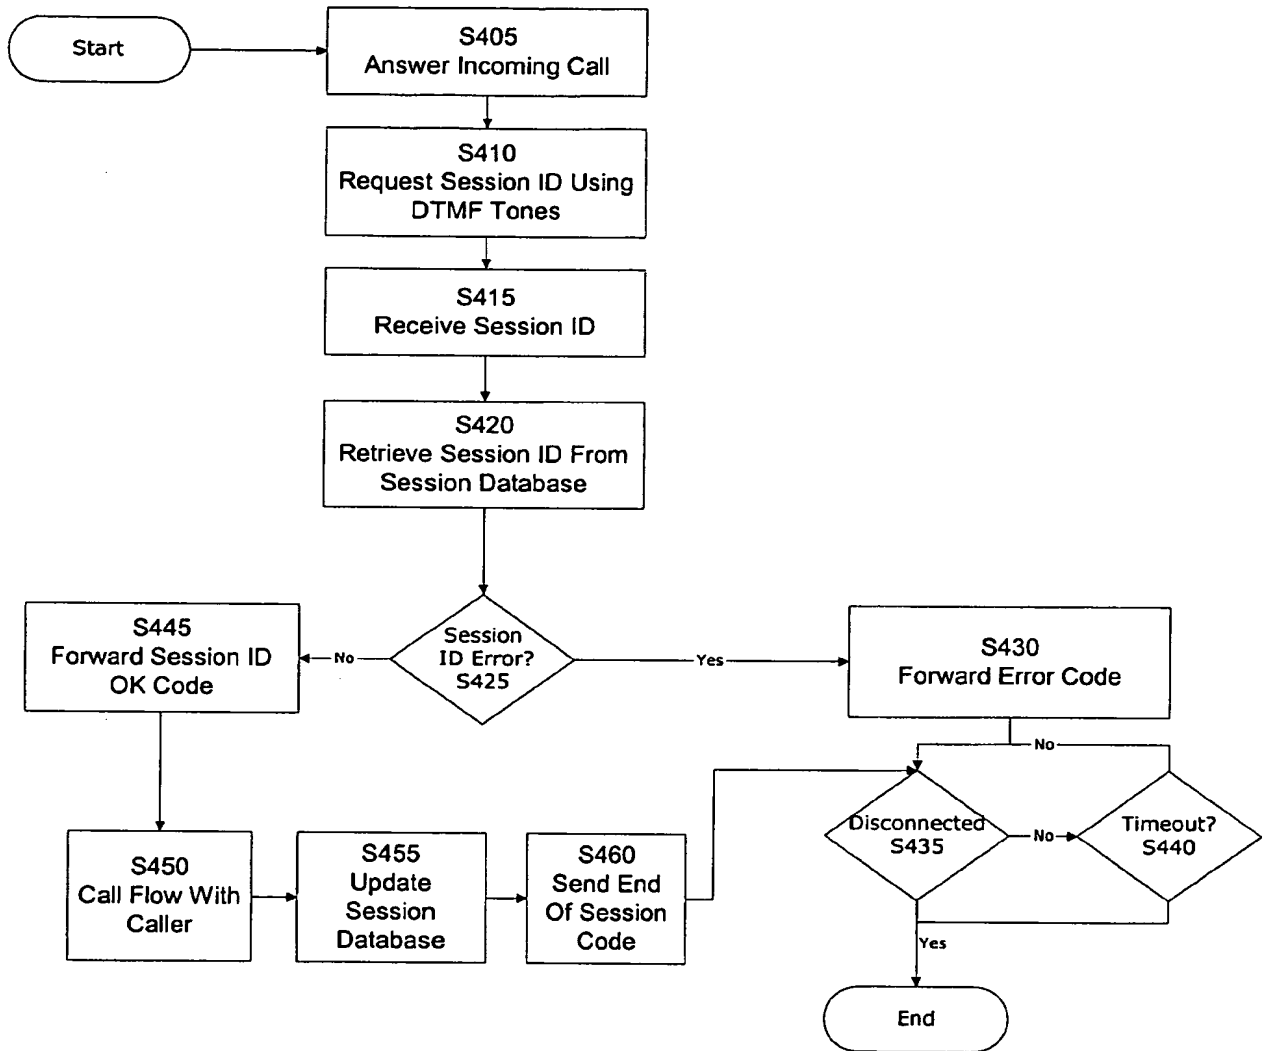 Start
S405
Answer Incoming Call
S410
Request Session ID Using
DTMF Tones
S415
Receive Session ID
S420
Retrieve Session ID From
Session Database
Session
ID Error?
S425
No
Yes
S445
Forward Session ID
OK Code
S430
Forward Error Code
No
Disconnected
S435
No
Timeout?
S440
S450
Call Flow With
Caller
S455
Update
Session
Database
S460
Send End
Of Session
Code
Yes
End